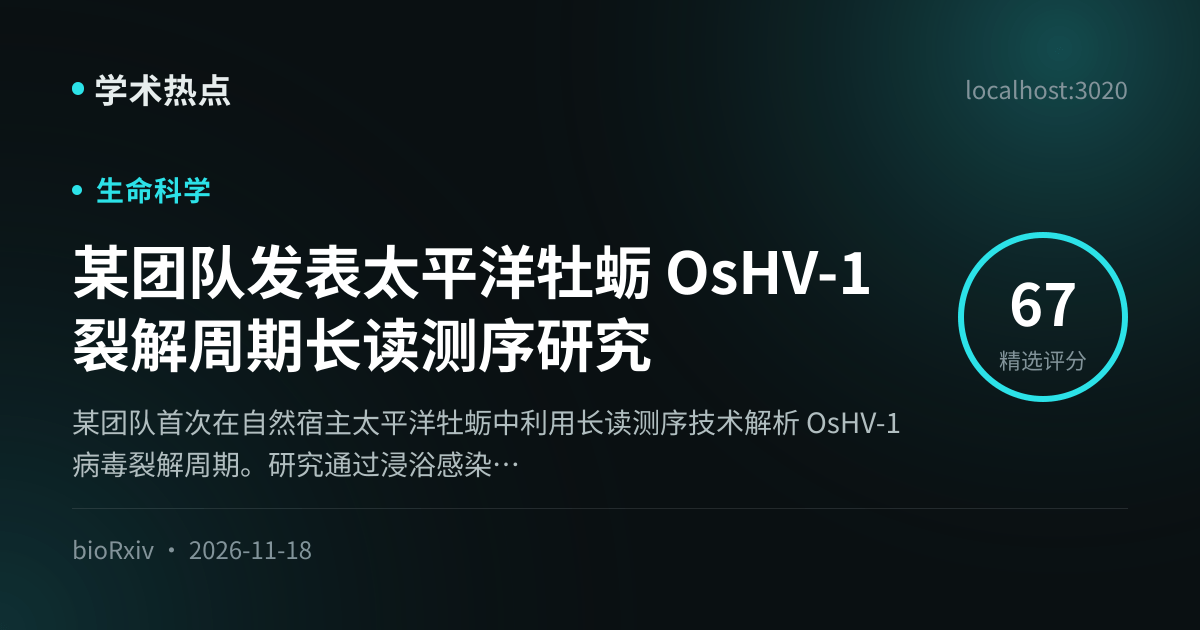 学术热点
localhost:3020
生命科学
某团队发表太平洋牡蛎 OsHV-1
裂解周期长读测序研究
67
精选评分
某团队首次在自然宿主太平洋牡蛎中利用长读测序技术解析 OsHV-1
病毒裂解周期。研究通过浸浴感染…
bioRxiv · 2026-11-18